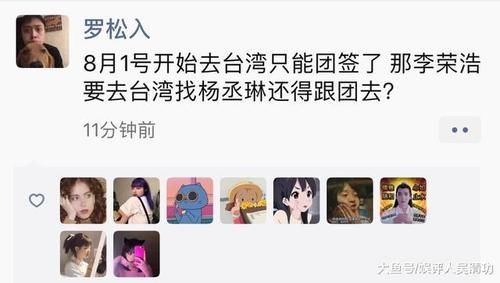 罗松入
8月1号开始去台湾只能团签了 那李荣浩
要去台湾找杨丞琳还得跟团去?
11分钟前
大鱼号/娱评人吴清功